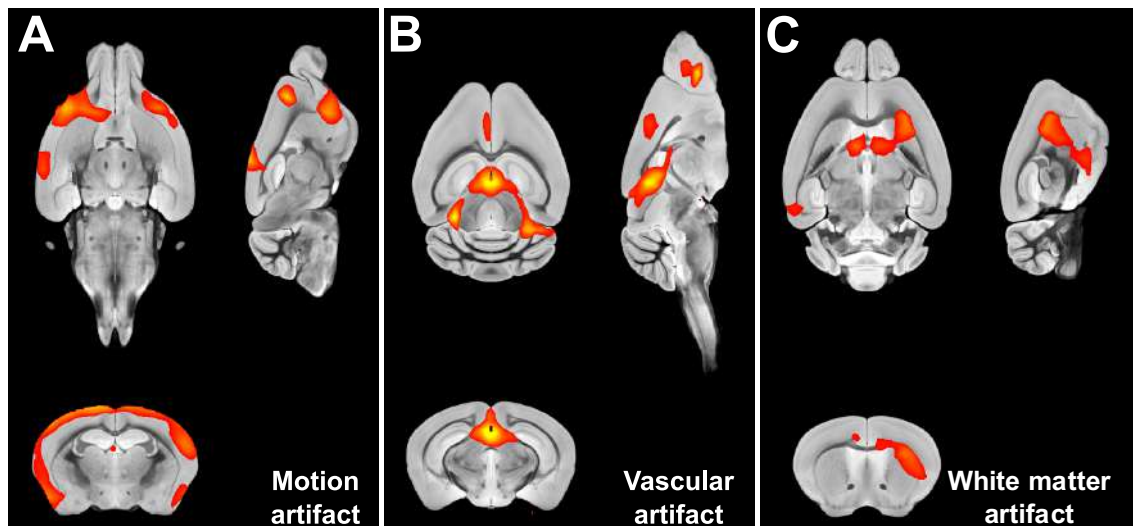 A
B
C
Motion
artifact
Vascular
artifact
White matter
artifact